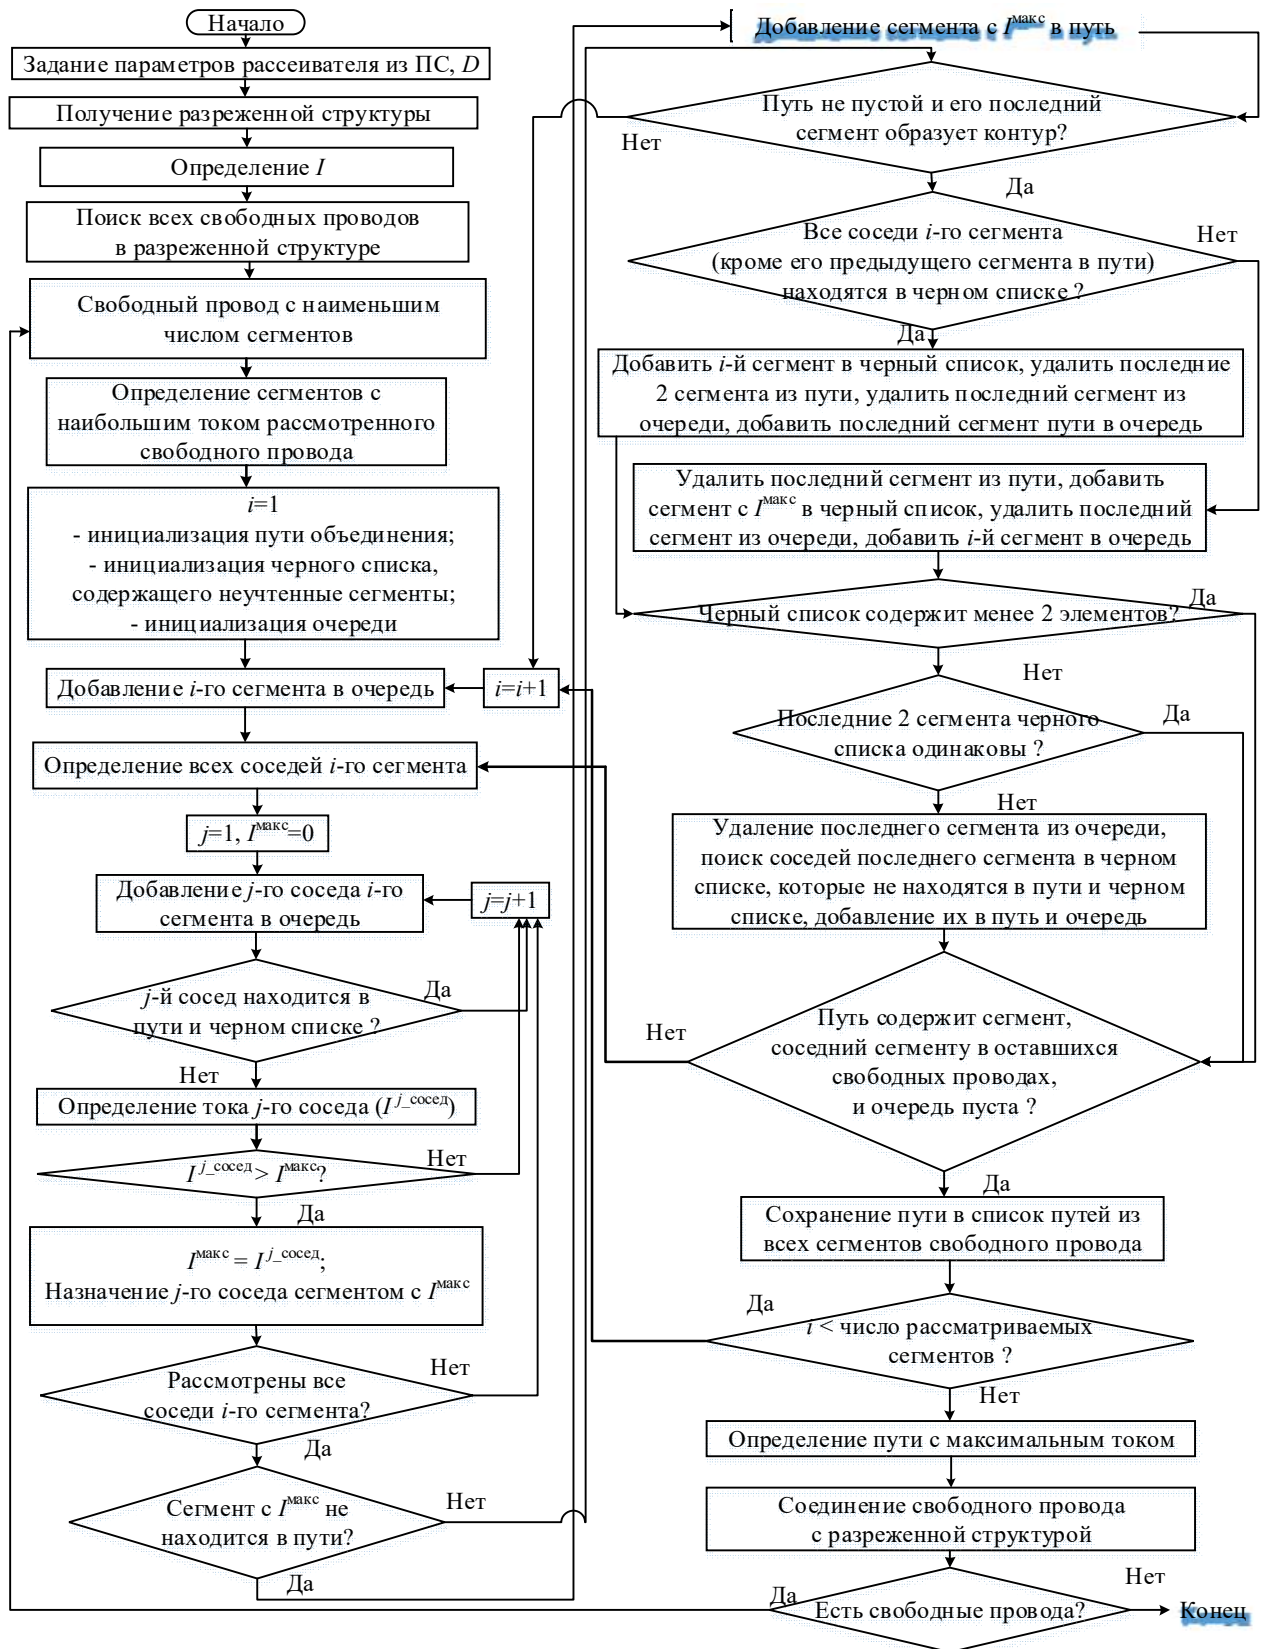 Начало
Задание параметров рассеивателя из ПС, D
Получение разреженной структуры
Определение I
Поиск всех свободных проводов
в разреженной структуре
Свободный провод с наименьшим
числом сегментов
Определение сегментов с
наибольшим током рассмотренного
свободного провода
i=1
- инициализация пути объединения;
- инициализация черного списка,
содержащего неучтенные сегменты;
- инициализация очереди
Добавление i-го сегмента в очередь
i=i+1
Определение всех соседей i-го сегмента
j=1, Iмакс=0
Добавление j-го соседа i-го
сегмента в очередь
j=j+1
j-й сосед находится в
пути и черном списке ?
Да
Нет
Определение тока j-го соседа (I j_сосед)
I j_сосед> Iмакс?
Нет
Да
Iмакс = I j_сосед;
Назначение j-го соседа сегментом с Iмакс
Рассмотрены все
соседи i-го сегмента?
Нет
Да
Сегмент с Iмакс не
находится в пути?
Нет
Да
Добавление сегмента с Iмакс в путь
Путь не пустой и его последний
сегмент образует контур?
Нет
Да
Все соседи i-го сегмента
(кроме его предыдущего сегмента в пути)
находятся в черном списке ?
Нет
Да
Добавить i-й сегмент в черный список, удалить последние
2 сегмента из пути, удалить последний сегмент из
очереди, добавить последний сегмент пути в очередь
Удалить последний сегмент из пути, добавить
сегмент с Iмакс в черный список, удалить последний
сегмент из очереди, добавить i-й сегмент в очередь
Черный список содержит менее 2 элементов?
Да
Нет
Последние 2 сегмента черного
списка одинаковы ?
Да
Нет
Удаление последнего сегмента из очереди,
поиск соседей последнего сегмента в черном
списке, которые не находятся в пути и черном
списке, добавление их в путь и очередь
Путь содержит сегмент,
соседний сегменту в оставшихся
свободных проводах,
и очередь пуста ?
Нет
Да
Сохранение пути в список путей из
всех сегментов свободного провода
i < число рассматриваемых
сегментов ?
Да
Нет
Определение пути с максимальным током
Соединение свободного провода
с разреженной структурой
Есть свободные провода?
Да
Нет
Конец